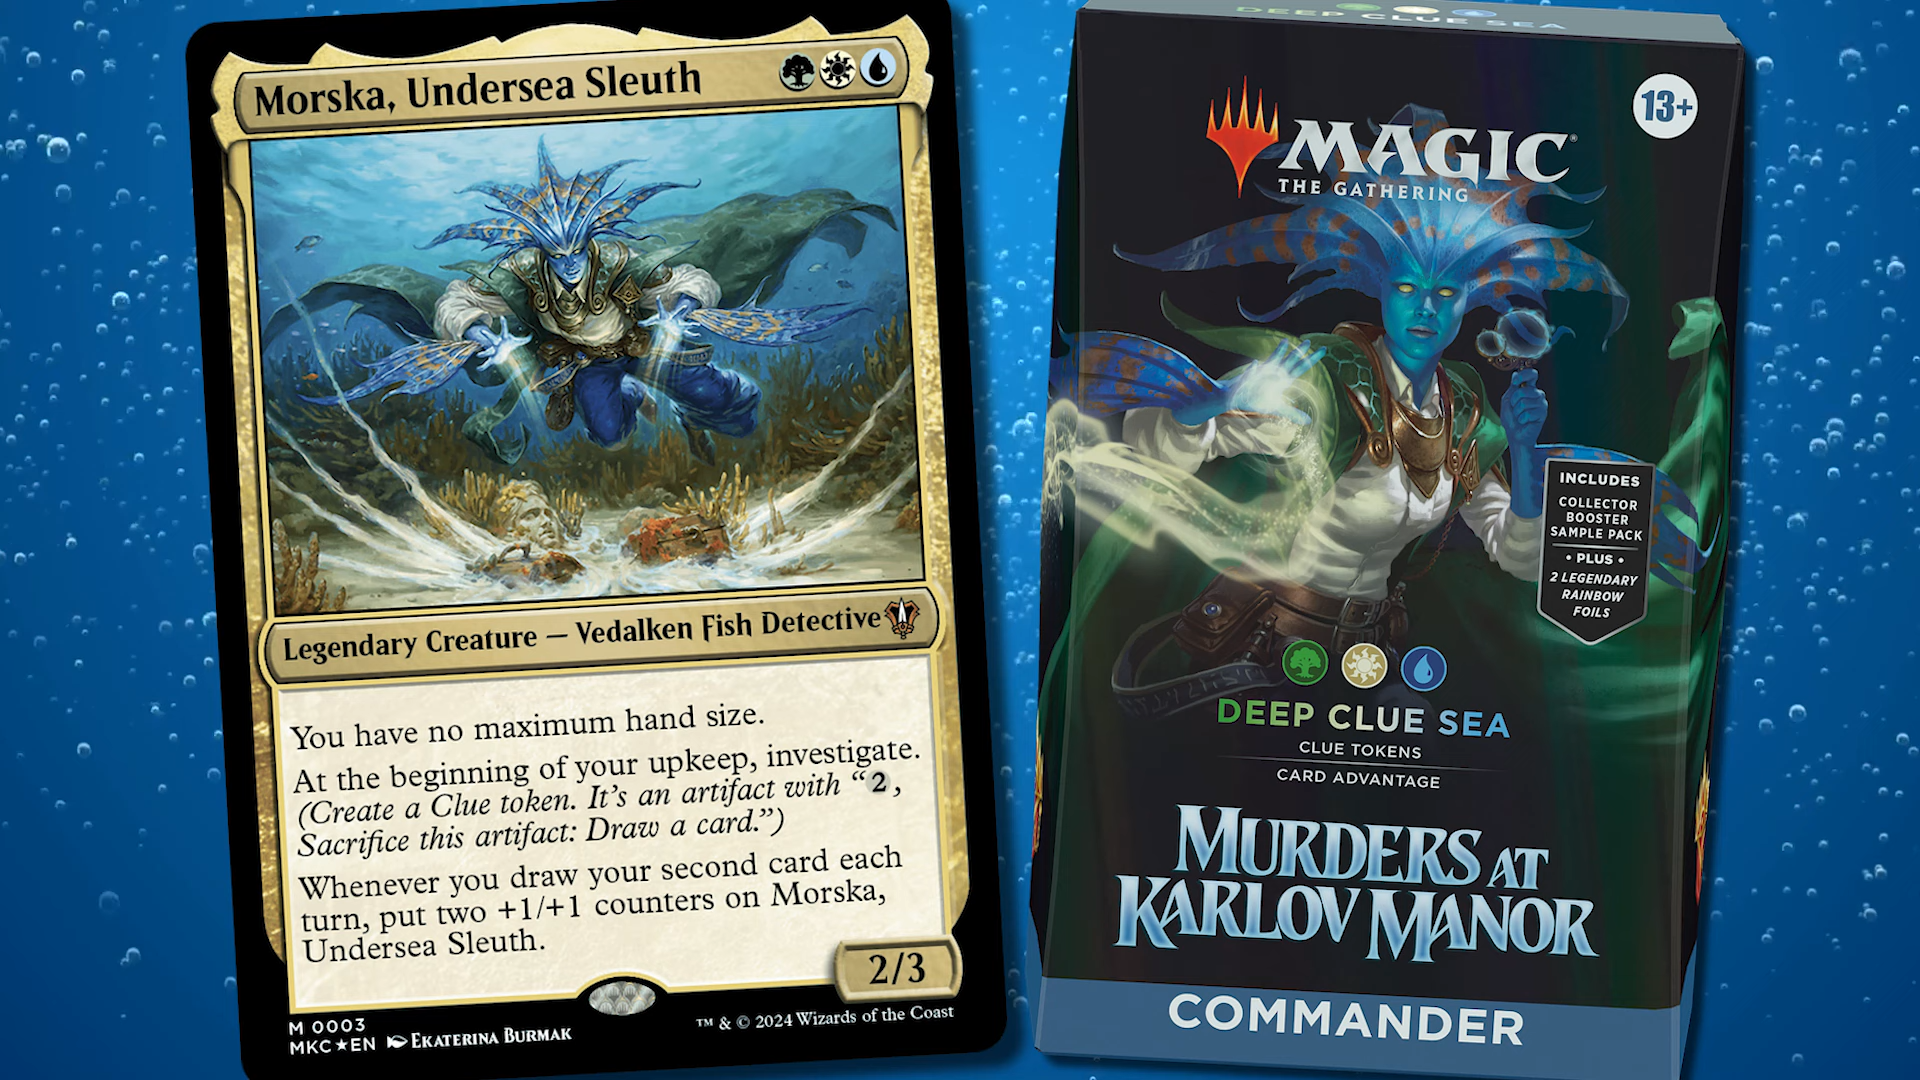 Morska, Undersea Sleuth
Legendary Creature — Vedalken Fish Detective
You have no maximum hand size.
At the beginning of your upkeep, investigate.
(Create a Clue token. It's an artifact with “2,
Sacrifice this artifact: Draw a card.”)
Whenever you draw your second card each
turn, put two +1/+1 counters on Morska,
Undersea Sleuth.
2/3
M 0003
MKC★EN EKATERINA BURMAK
™ & © 2024 Wizards of the Coast
DEEP CLUE SEA
13+
MAGIC®
THE GATHERING
INCLUDES
COLLECTOR
BOOSTER
SAMPLE PACK
• PLUS •
2 LEGENDARY
RAINBOW
FOILS
DEEP CLUE SEA
CLUE TOKENS
CARD ADVANTAGE
MURDERS AT
KARLOV MANOR
COMMANDER